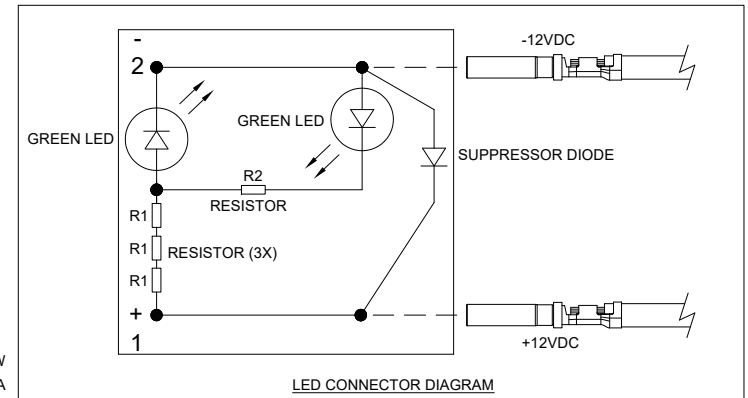 -
2
-12VDC
GREEN LED
GREEN LED
SUPPRESSOR DIODE
R2
RESISTOR
R1
R1
RESISTOR (3X)
R1
+
1
+12VDC
W
A
LED CONNECTOR DIAGRAM